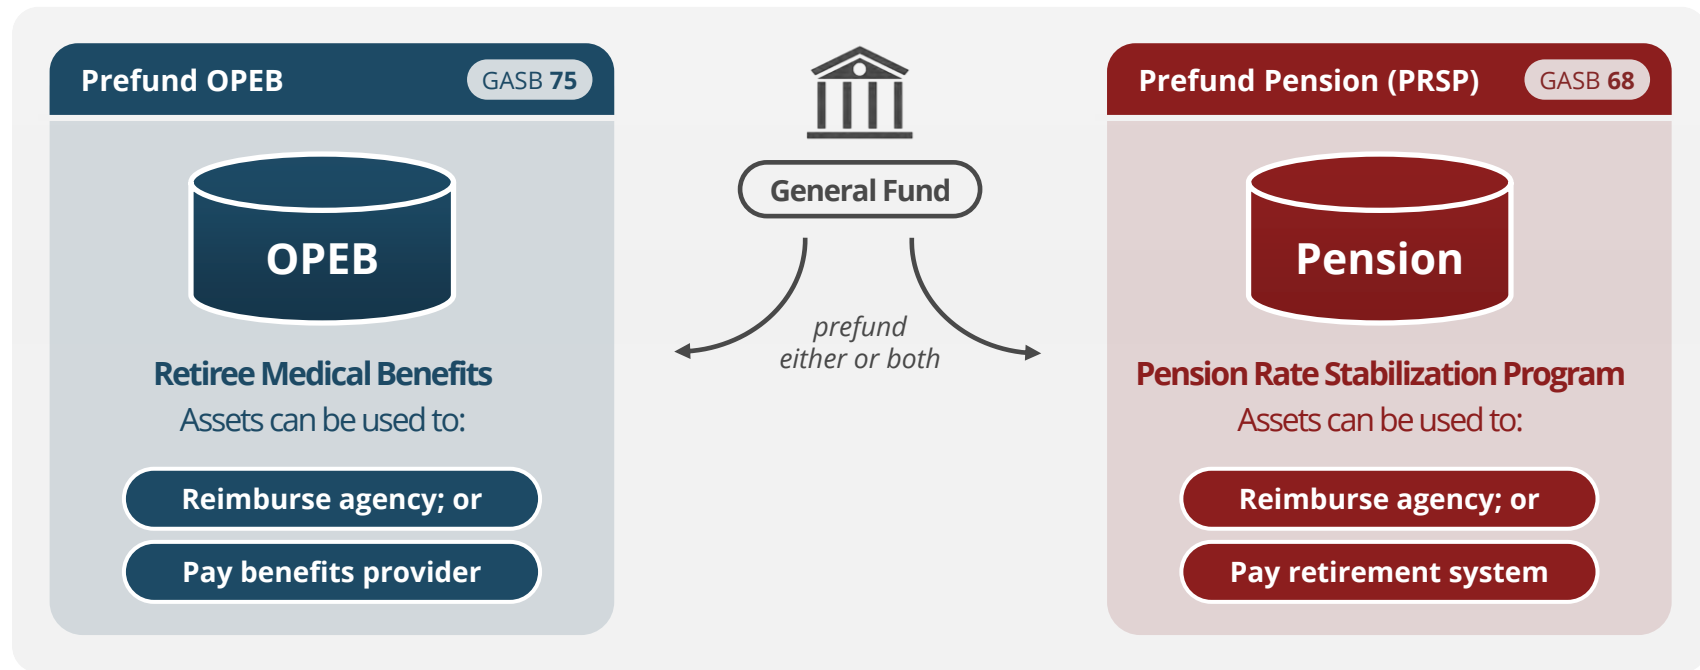 Prefund OPEB
GASB 75
OPEB
Retiree Medical Benefits
Assets can be used to:
Reimburse agency; or
Pay benefits provider
General Fund
prefund
either or both
Prefund Pension (PRSP)
GASB 68
Pension
Pension Rate Stabilization Program
Assets can be used to:
Reimburse agency; or
Pay retirement system